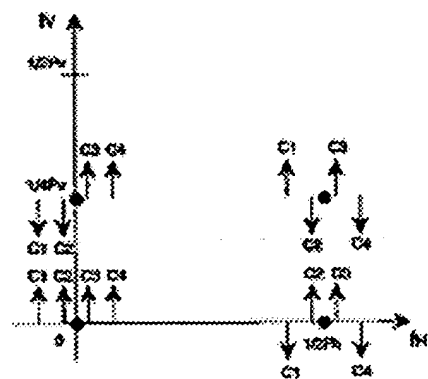 fV
1/2Pv
C3 C4
C1 C3
1/4Pv
C1 C2
C2 C4
C1 C2 C3 C4
C2 C3
0
1/2Ph
fH
C1 C4